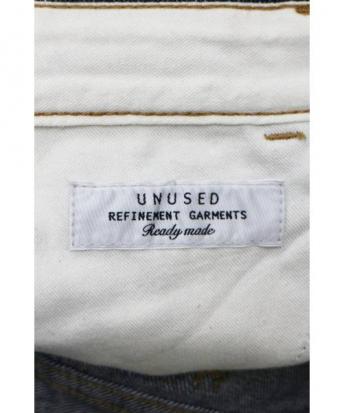 UNUSED
REFINEMENT GARMENTS
Ready made